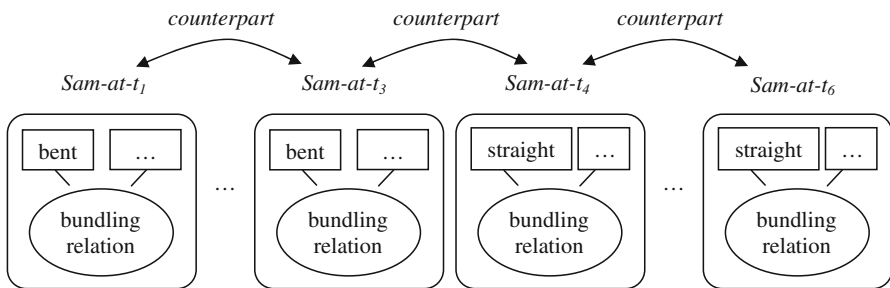 counterpart counterpart counterpart
Sam-at-t1 Sam-at-t3 Sam-at-t4 Sam-at-t6
bent … bent … straight … straight …
… …
bundling relation bundling relation bundling relation bundling relation